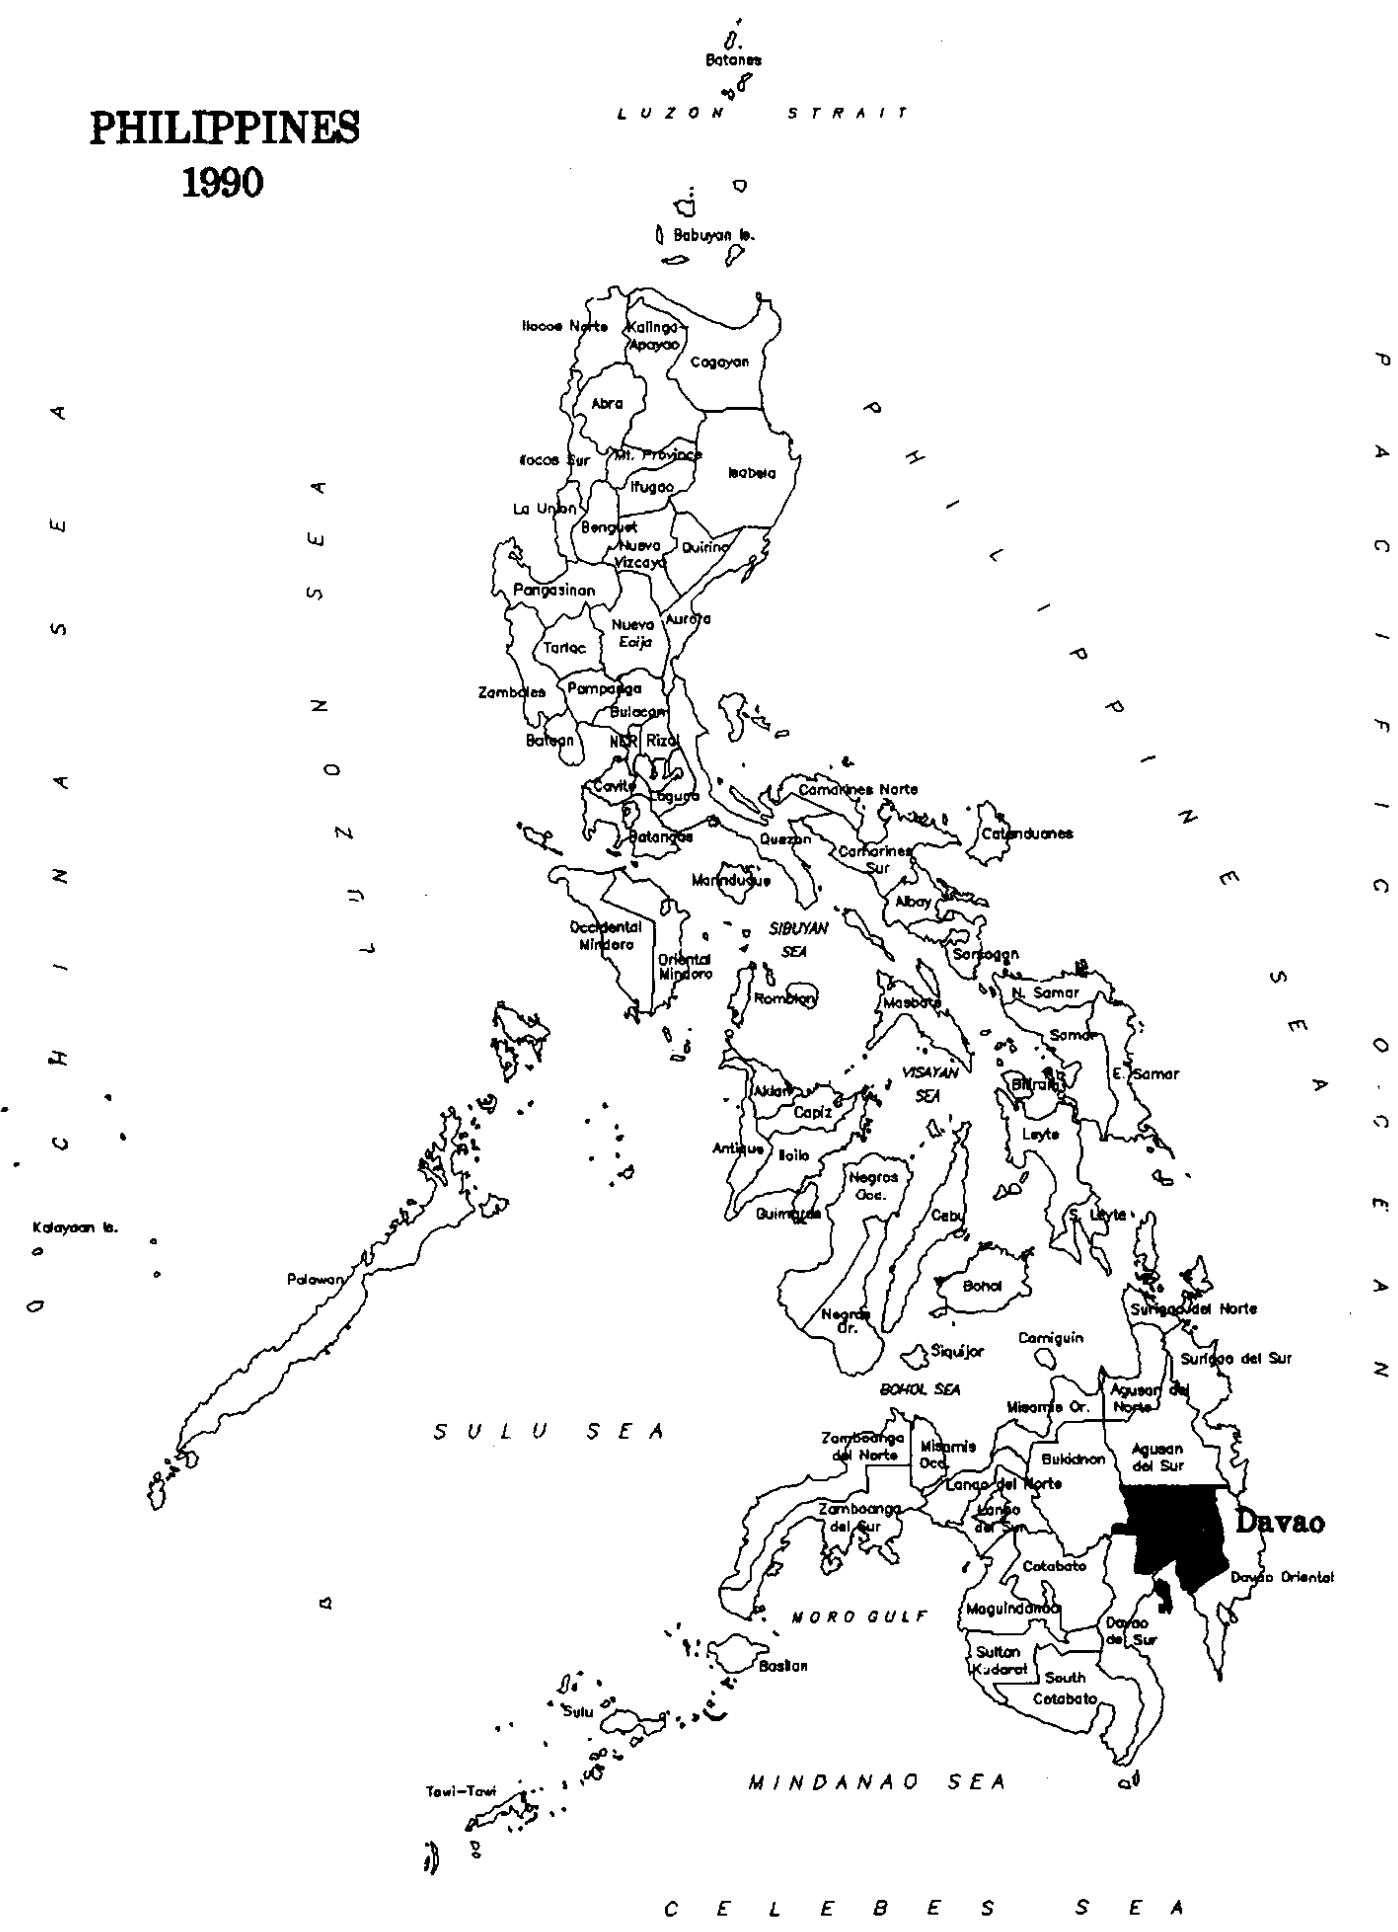 Batanes
LUZON STRAIT
PHILIPPINES
1990
Babuyan Is.
Ilocos Norte
Kalinga-
Apayao
Cagayan
Abra
Ilocos Sur
Mt. Province
Isabela
Ifugao
La Union
Benguet
Nueva
Vizcaya
Quirino
Pangasinan
Aurora
Nueva
Ecija
Tarlac
Zambales
Pampanga
Bulacan
Bataan
NCR
Rizal
Cavite
Laguna
Batangas
Quezon
Camarines Norte
Camarines
Sur
Catanduanes
Marinduque
Albay
Occidental
Mindoro
Oriental
Mindoro
SIBUYAN
SEA
Sorsogon
Romblon
Masbate
N. Samar
Samar
E. Samar
VISAYAN
SEA
Biliran
Aklan
Capiz
Antique
Iloilo
Leyte
Negros
Occ.
Guimaras
Cebu
S. Leyte
Kalayaan Is.
Palawan
Bohol
Negros
Or.
Surigao del Norte
Siquijor
Camiguin
Surigao del Sur
BOHOL SEA
Misamis Or.
Agusan del
Norte
SULU SEA
Zamboanga
del Norte
Misamis
Occ.
Bukidnon
Agusan
del Sur
Lanao del Norte
Zamboanga
del Sur
Lanao
del Sur
Davao
Cotabato
Davao Oriental
Maguindanao
MORO GULF
Davao
del Sur
Sultan
Kudarat
South
Cotabato
Basilan
Sulu
Tawi-Tawi
MINDANAO SEA
CELEBES SEA
CHINA SEA
LUZON SEA
PHILIPPINE SEA
PACIFIC OCEAN